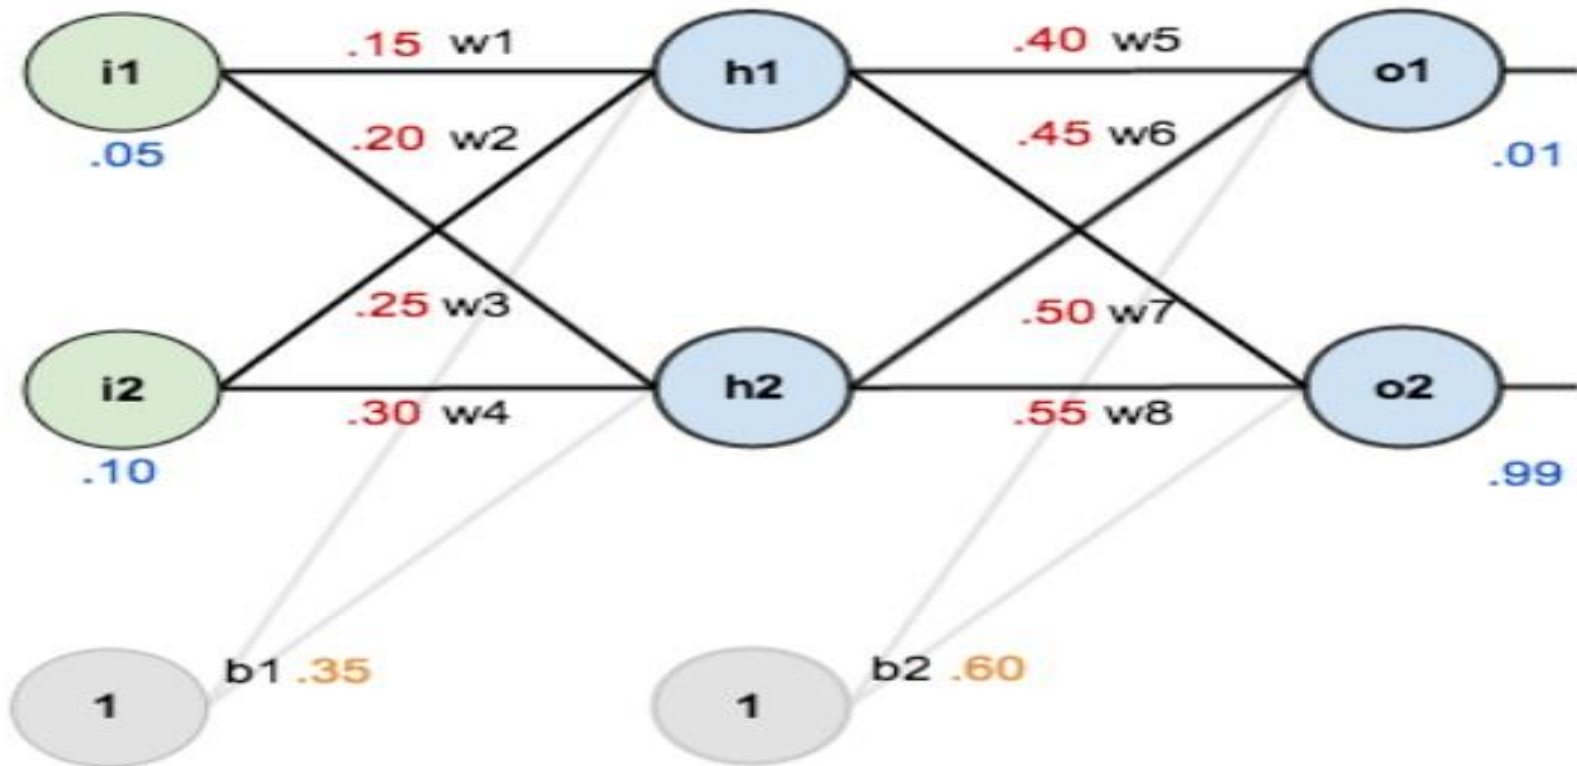 i1 .15 w1 h1 .40 w5 o1
.05 .20 w2 .45 w6 .01
.25 w3 .50 w7
i2 h2 o2
.30 w4 .55 w8
.10 .99
b1 .35 b2 .60
1 1